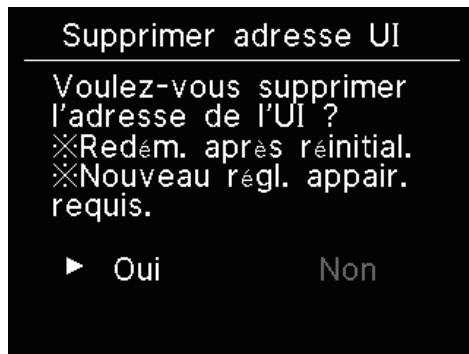 Supprimer adresse UI
Voulez-vous supprimer
l'adresse de l'UI ?
※Redém. après réinitial.
※Nouveau régl. appair.
requis.
► Oui Non